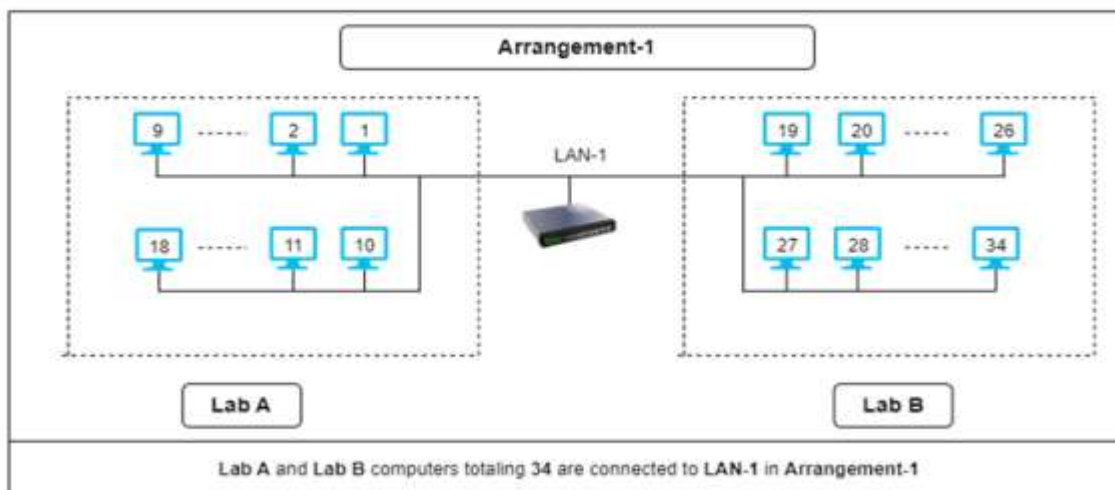 Arrangement-1
9 2 1
19 20 26
LAN-1
18 11 10
27 28 34
Lab A
Lab B
Lab A and Lab B computers totaling 34 are connected to LAN-1 in Arrangement-1